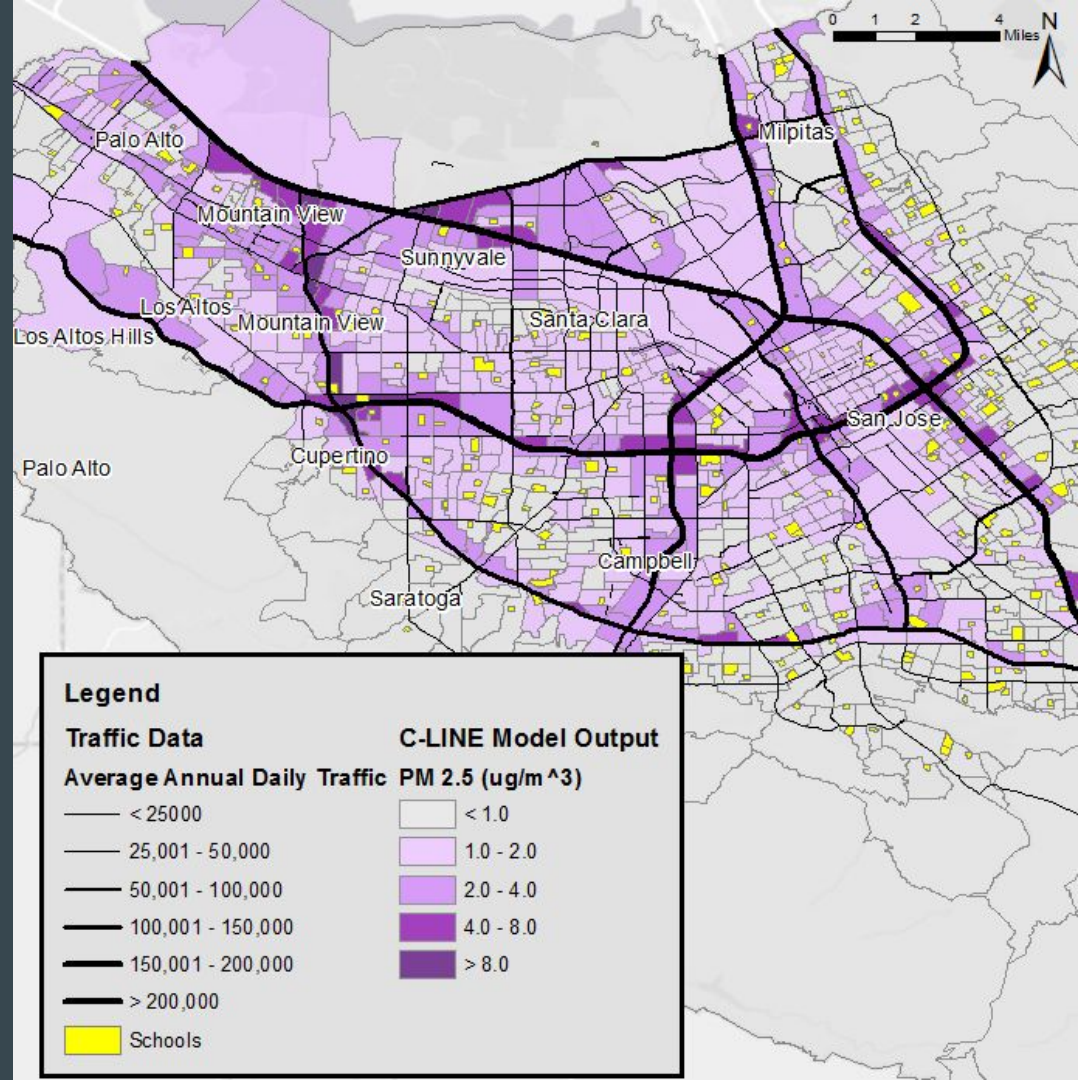 0 1 2 4
Miles
N
Milpitas
Palo Alto
Mountain View
Sunnyvale
Los Altos
Santa Clara
Mountain View
Los Altos Hills
San Jose
Cupertino
Palo Alto
Campbell
Saratoga
Legend
Traffic Data
Average Annual Daily Traffic
< 25000
25,001 - 50,000
50,001 - 100,000
100,001 - 150,000
150,001 - 200,000
> 200,000
Schools
C-LINE Model Output
PM 2.5 (ug/m^3)
< 1.0
1.0 - 2.0
2.0 - 4.0
4.0 - 8.0
> 8.0